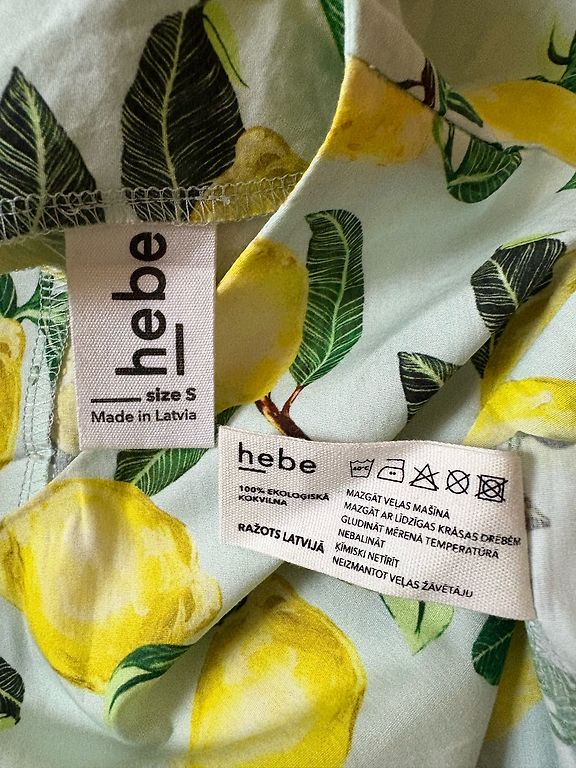 hebe
size S
Made in Latvia
hebe
40°C
100% EKOLOĢISKĀ
KOKVILNA
RAŽOTS LATVIJĀ
MAZGĀT VEĻAS MAŠĪNĀ
MAZGĀT AR LĪDZĪGAS KRĀSAS DRĒBĒM
GLUDINĀT MĒRENĀ TEMPERATŪRĀ
NEBALINĀT
ĶĪMISKI NETĪRĪT
NEIZMANTOT VEĻAS ŽĀVĒTĀJU